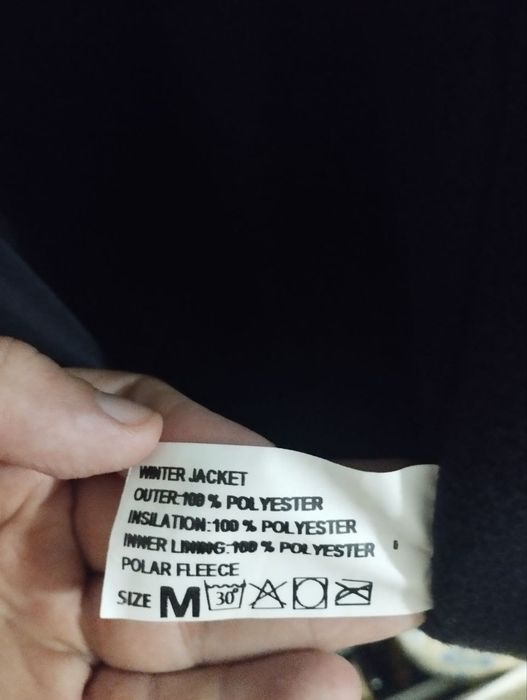 WINTER JACKET
OUTER:100 % POLYESTER
INSILATION:100 % POLYESTER
INNER LINING:100 % POLYESTER
POLAR FLEECE
SIZE M 30°